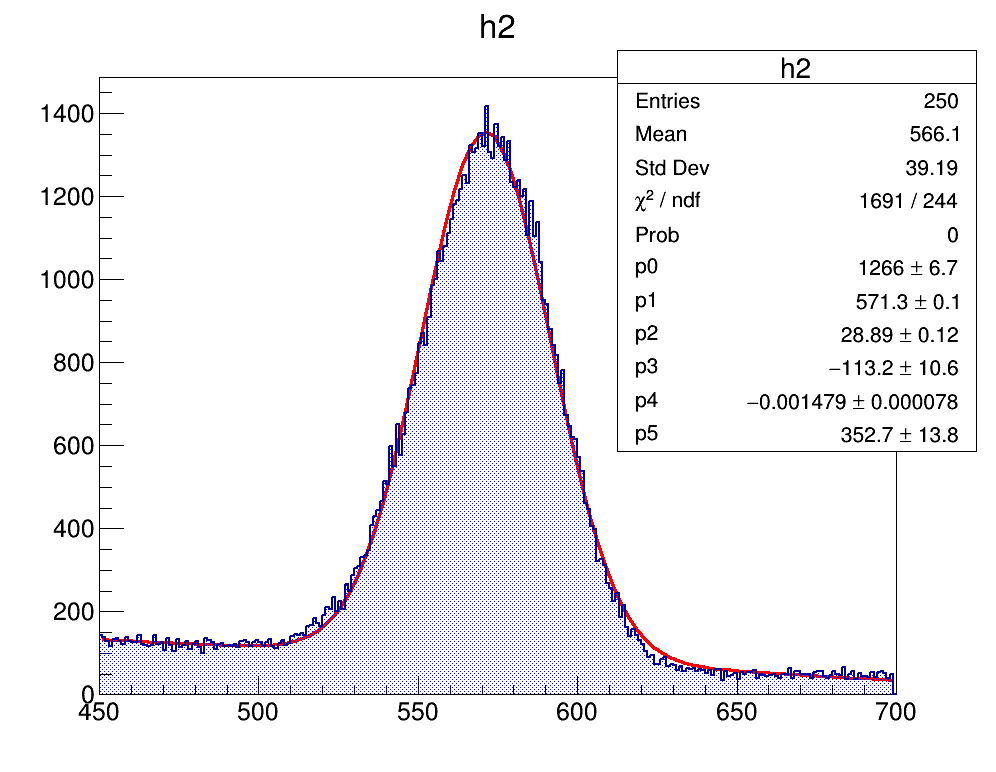 h2
h2
Entries 250
Mean 566.1
Std Dev 39.19
χ² / ndf 1691 / 244
Prob 0
p0 1266 ± 6.7
p1 571.3 ± 0.1
p2 28.89 ± 0.12
p3 −113.2 ± 10.6
p4 −0.001479 ± 0.000078
p5 352.7 ± 13.8
1400
1200
1000
800
600
400
200
0
450 500 550 600 650 700